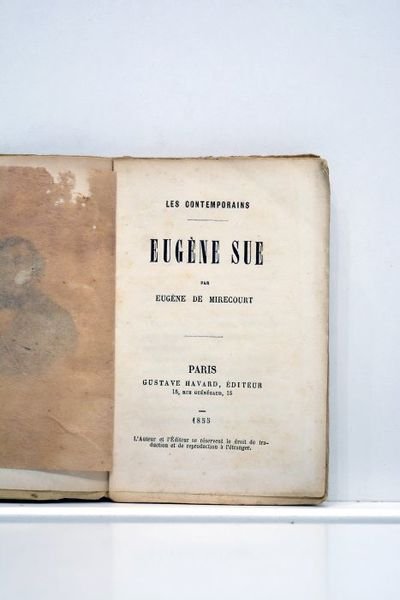 LES CONTEMPORAINS
EUGÈNE SUE
PAR
EUGÈNE DE MIRECOURT
PARIS
GUSTAVE HAVARD, ÉDITEUR
15, RUE GUÉNÉGAUD, 15
1855
L'Auteur et l'Éditeur se réservent le droit de tra-
duction et de reproduction à l'étranger.